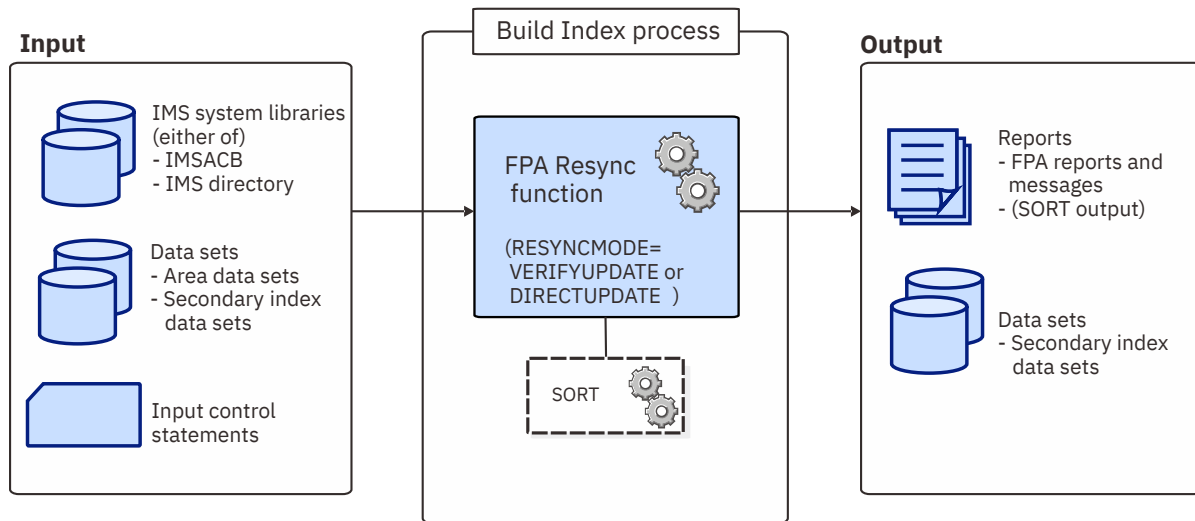 Input
IMS system libraries
(either of)
- IMSACB
- IMS directory
Data sets
- Area data sets
- Secondary index
data sets
Input control
statements
Build Index process
FPA Resync
function
(RESYNCMODE=
VERIFYUPDATE or
DIRECTUPDATE )
SORT
Output
Reports
- FPA reports and
messages
- (SORT output)
Data sets
- Secondary index
data sets